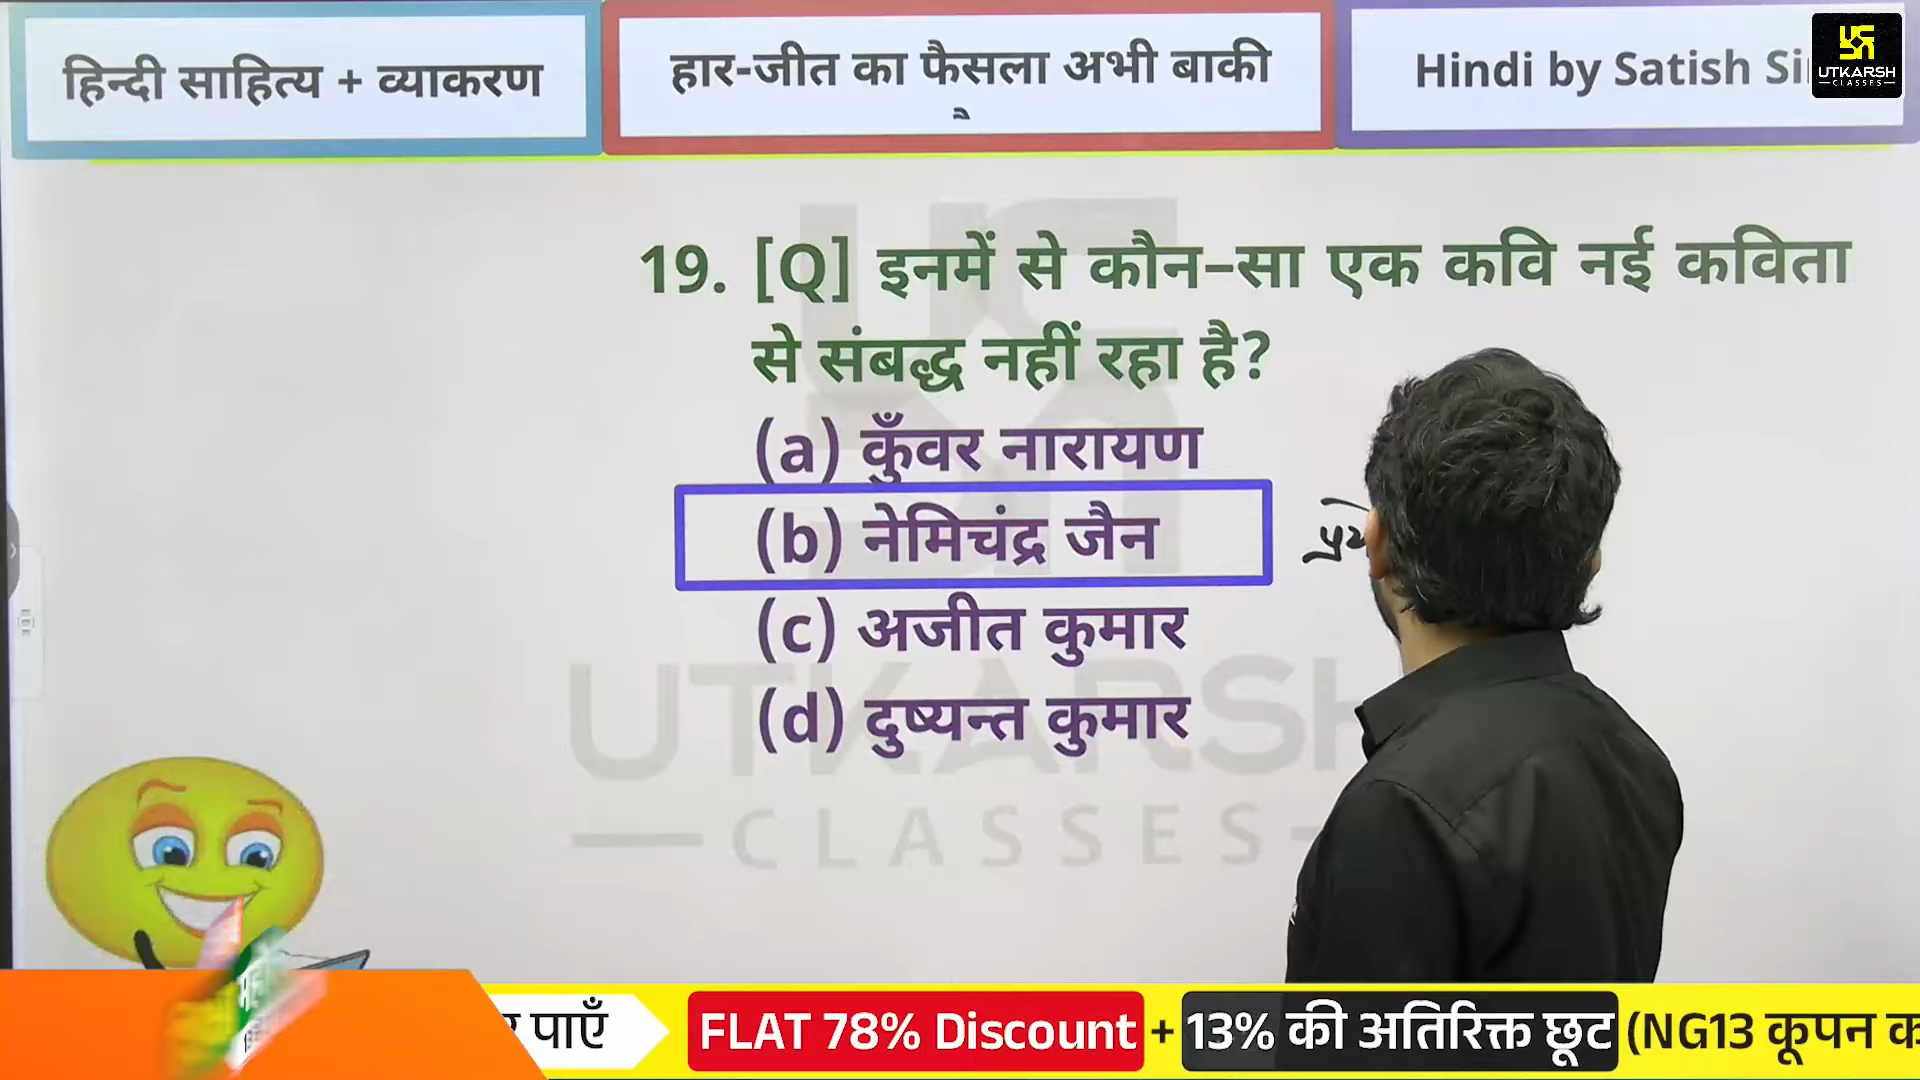 हिन्दी साहित्य + व्याकरण
हार-जीत का फैसला अभी बाकी
Hindi by Satish
UTKARSH
CLASSES
19. [Q] इनमें से कौन–सा एक कवि नई कविता
से संबद्ध नहीं रहा है?
(a) कुँवर नारायण
(b) नेमिचंद्र जैन
(c) अजीत कुमार
(d) दुष्यन्त कुमार
UTKARSH
CLASSES
पाएँ
FLAT 78% Discount + 13% की अतिरिक्त छूट (NG13 कूपन